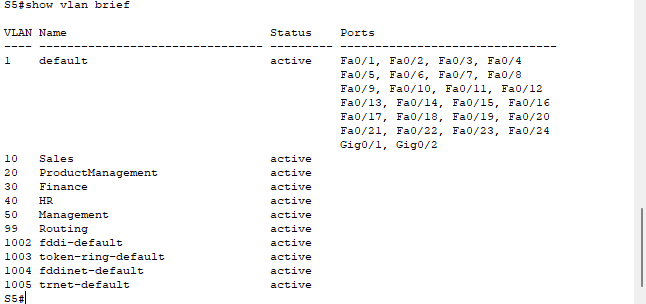 S5#show vlan brief
VLAN Name                             Status    Ports
---- -------------------------------- --------- -------------------------------
1    default                          active    Fa0/1, Fa0/2, Fa0/3, Fa0/4
                                                Fa0/5, Fa0/6, Fa0/7, Fa0/8
                                                Fa0/9, Fa0/10, Fa0/11, Fa0/12
                                                Fa0/13, Fa0/14, Fa0/15, Fa0/16
                                                Fa0/17, Fa0/18, Fa0/19, Fa0/20
                                                Fa0/21, Fa0/22, Fa0/23, Fa0/24
                                                Gig0/1, Gig0/2
10   Sales                            active
20   ProductManagement                active
30   Finance                          active
40   HR                               active
50   Management                       active
99   Routing                          active
1002 fddi-default                     active
1003 token-ring-default               active
1004 fddinet-default                  active
1005 trnet-default                    active
S5#